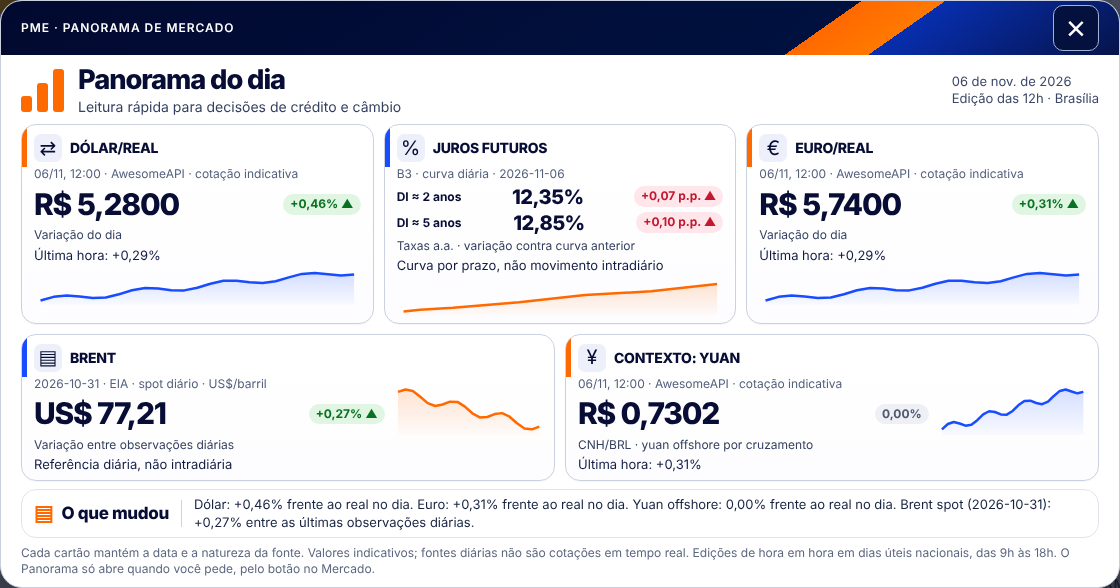 PME · PANORAMA DE MERCADO
Panorama do dia
Leitura rápida para decisões de crédito e câmbio
06 de nov. de 2026
Edição das 12h · Brasília
⇄ DÓLAR/REAL
06/11, 12:00 · AwesomeAPI · cotação indicativa
R$ 5,2800
+0,46% ▲
Variação do dia
Última hora: +0,29%
% JUROS FUTUROS
B3 · curva diária · 2026-11-06
DI ≈ 2 anos 12,35% +0,07 p.p. ▲
DI ≈ 5 anos 12,85% +0,10 p.p. ▲
Taxas a.a. · variação contra curva anterior
Curva por prazo, não movimento intradiário
€ EURO/REAL
06/11, 12:00 · AwesomeAPI · cotação indicativa
R$ 5,7400
+0,31% ▲
Variação do dia
Última hora: +0,29%
▤ BRENT
2026-10-31 · EIA · spot diário · US$/barril
US$ 77,21
+0,27% ▲
Variação entre observações diárias
Referência diária, não intradiária
¥ CONTEXTO: YUAN
06/11, 12:00 · AwesomeAPI · cotação indicativa
R$ 0,7302
0,00%
CNH/BRL · yuan offshore por cruzamento
Última hora: +0,31%
▤ O que mudou
Dólar: +0,46% frente ao real no dia. Euro: +0,31% frente ao real no dia. Yuan offshore: 0,00% frente ao real no dia. Brent spot (2026-10-31):
+0,27% entre as últimas observações diárias.
Cada cartão mantém a data e a natureza da fonte. Valores indicativos; fontes diárias não são cotações em tempo real. Edições de hora em hora em dias úteis nacionais, das 9h às 18h. O
Panorama só abre quando você pede, pelo botão no Mercado.